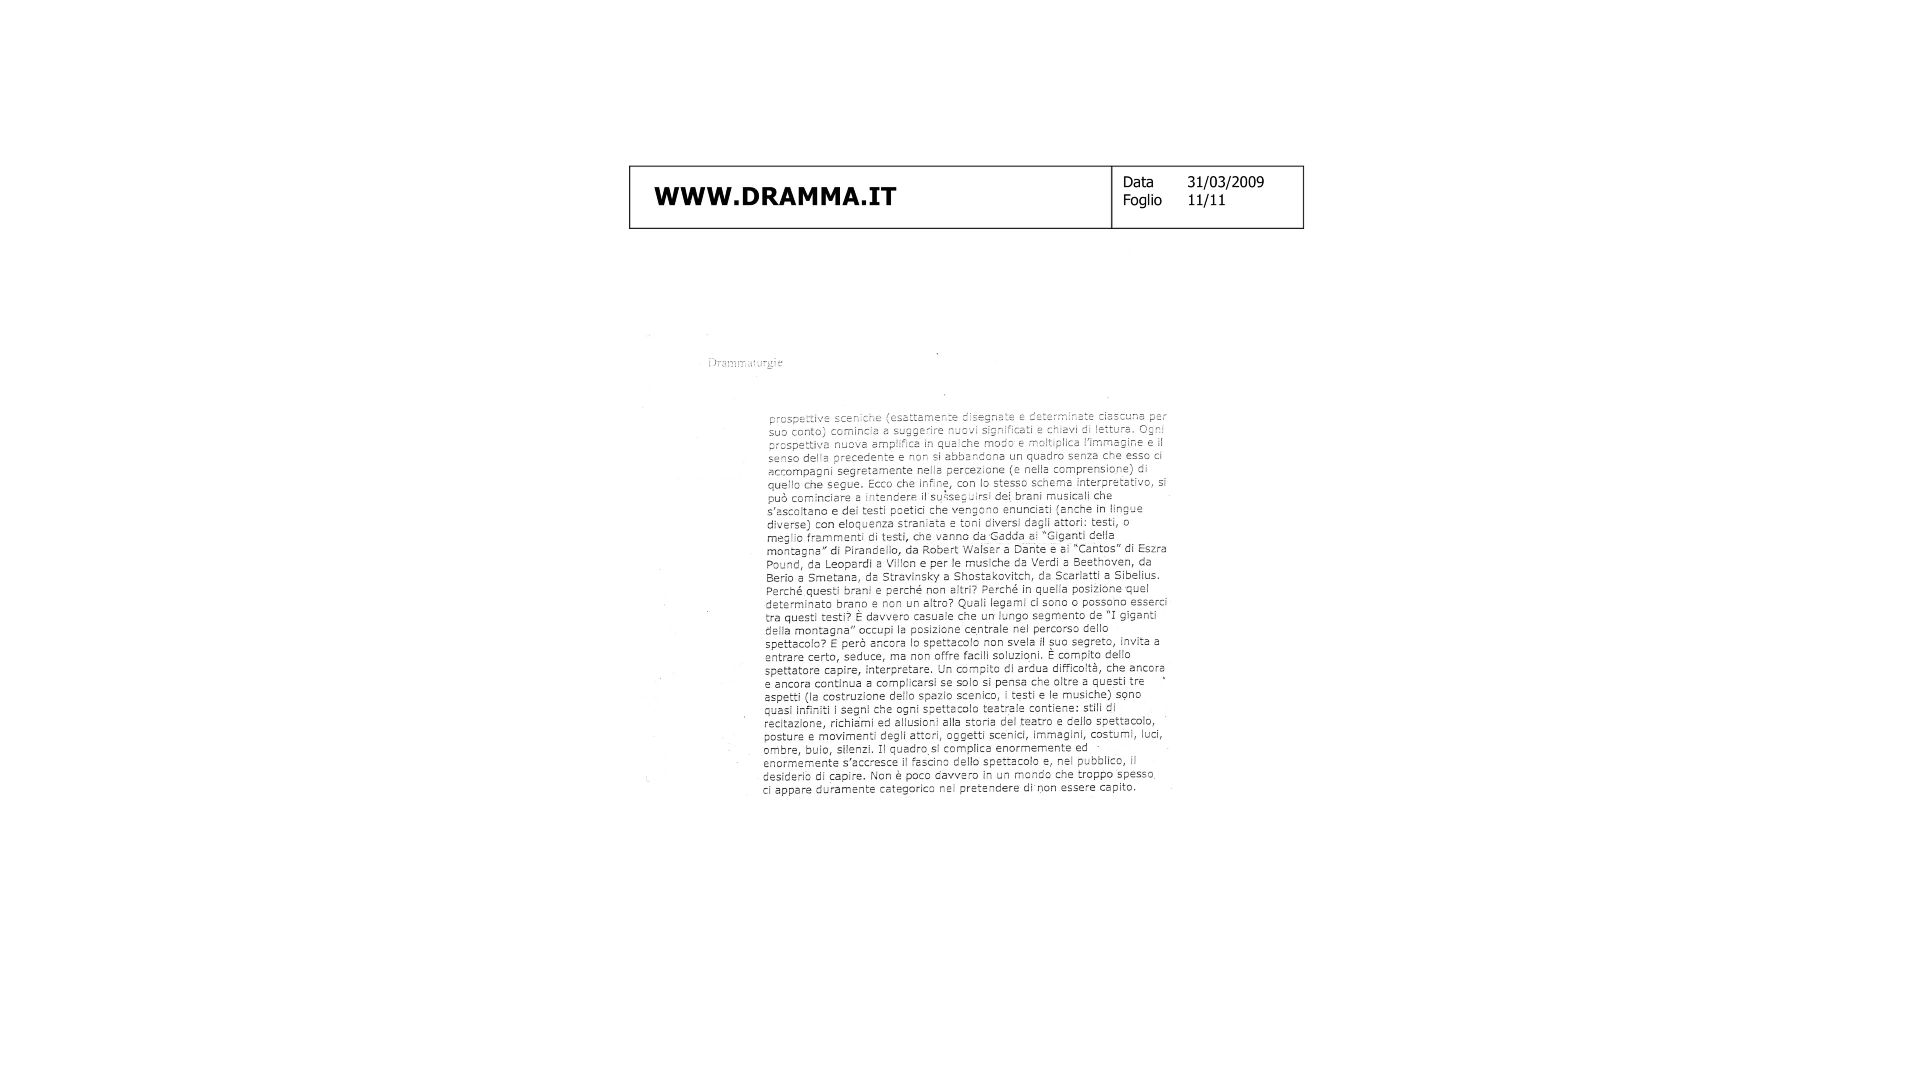 WWW.DRAMMA.IT
Data 31/03/2009
Foglio 11/11
Drammaturgie
prospettive sceniche (esattamente disegnate e determinate ciascuna per
suo conto) comincia a suggerire nuovi significati e chiavi di lettura. Ogni
prospettiva nuova amplifica in qualche modo e moltiplica l'immagine e il
senso della precedente e non si abbandona un quadro senza che esso ci
accompagni segretamente nella percezione (e nella comprensione) di
quello che segue. Ecco che infine, con lo stesso schema interpretativo, si
può cominciare a intendere il susseguirsi dei brani musicali che
s'ascoltano e dei testi poetici che vengono enunciati (anche in lingue
diverse) con eloquenza straniata e toni diversi dagli attori: testi, o
meglio frammenti di testi, che vanno da Gadda ai "Giganti della
montagna" di Pirandello, da Robert Walser a Dante e ai "Cantos" di Eszra
Pound, da Leopardi a Villon e per le musiche da Verdi a Beethoven, da
Berio a Smetana, da Stravinsky a Shostakovitch, da Scarlatti a Sibelius.
Perché questi brani e perché non altri? Perché in quella posizione quel
determinato brano e non un altro? Quali legami ci sono o possono esserci
tra questi testi? È davvero casuale che un lungo segmento de "I giganti
della montagna" occupi la posizione centrale nel percorso dello
spettacolo? E però ancora lo spettacolo non svela il suo segreto, invita a
entrare certo, seduce, ma non offre facili soluzioni. È compito dello
spettatore capire, interpretare. Un compito di ardua difficoltà, che ancora
e ancora continua a complicarsi se solo si pensa che oltre a questi tre
aspetti (la costruzione dello spazio scenico, i testi e le musiche) sono
quasi infiniti i segni che ogni spettacolo teatrale contiene: stili di
recitazione, richiami ed allusioni alla storia del teatro e dello spettacolo,
posture e movimenti degli attori, oggetti scenici, immagini, costumi, luci,
ombre, buio, silenzi. Il quadro si complica enormemente ed
enormemente s'accresce il fascino dello spettacolo e, nel pubblico, il
desiderio di capire. Non è poco davvero in un mondo che troppo spesso
ci appare duramente categorico nel pretendere di non essere capito.